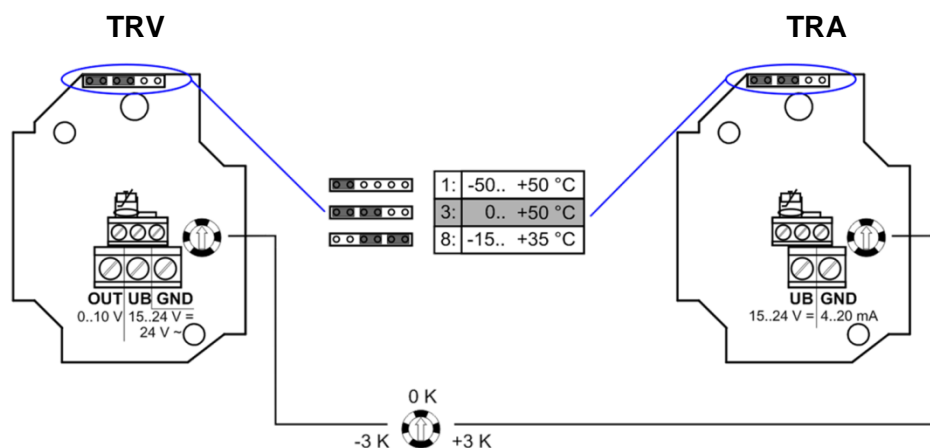 TRV
TRA
1: -50.. +50 °C
3: 0.. +50 °C
8: -15.. +35 °C
OUT UB GND
0..10 V 15..24 V =
24 V ~
UB GND
15..24 V = 4..20 mA
0 K
-3 K +3 K